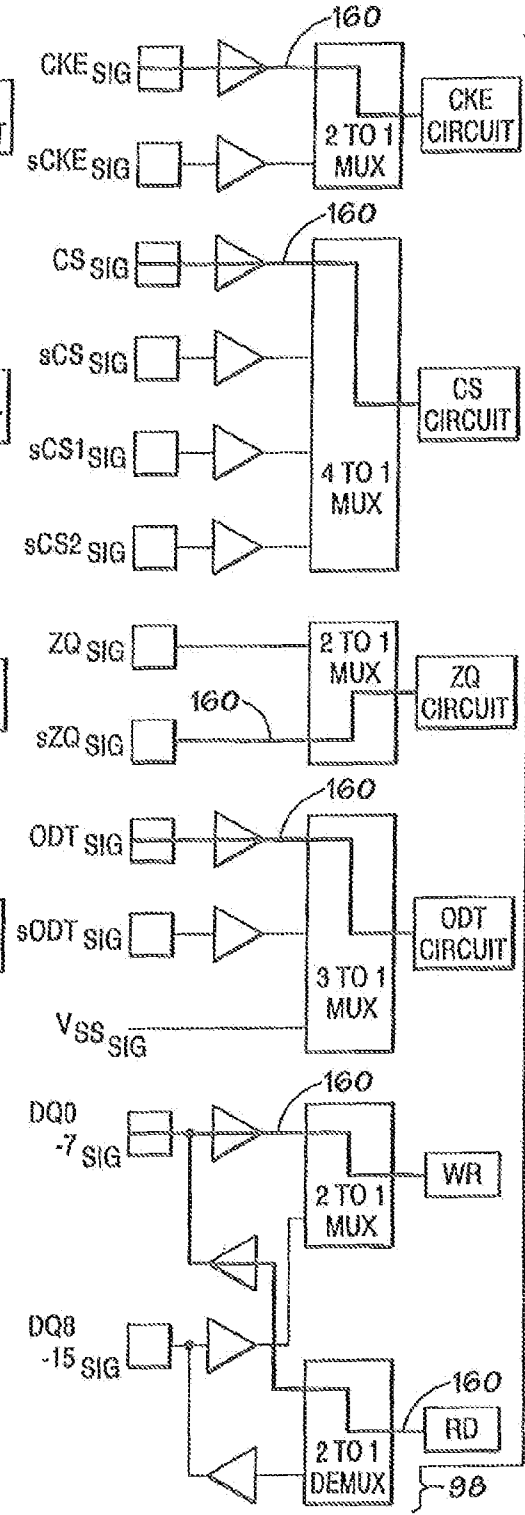 160
CKE SIG
2 TO 1
MUX
CKE
CIRCUIT
sCKE SIG
160
CS SIG
sCS SIG
CS
CIRCUIT
sCS1 SIG
4 TO 1
MUX
sCS2 SIG
ZQ SIG
2 TO 1
MUX
ZQ
CIRCUIT
160
sZQ SIG
160
ODT SIG
sODT SIG
ODT
CIRCUIT
3 TO 1
MUX
VSS SIG
160
DQ0
-7 SIG
2 TO 1
MUX
WR
DQ8
-15 SIG
160
2 TO 1
DEMUX
RD
98